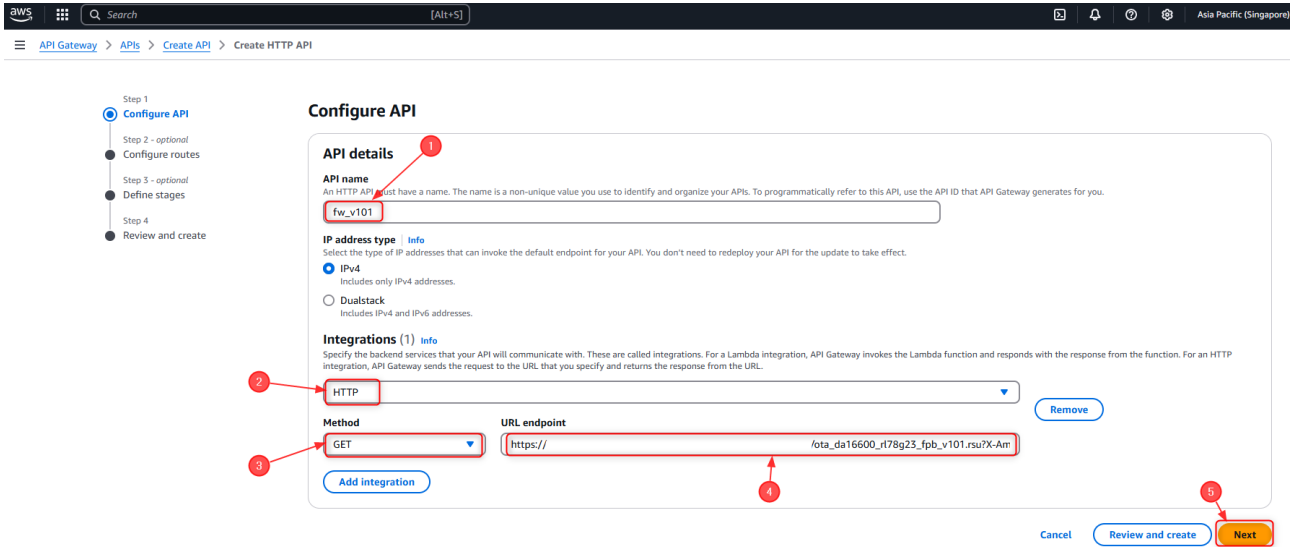 aws
Search
[Alt+S]
Asia Pacific (Singapore)
API Gateway > APIs > Create API > Create HTTP API
Step 1
Configure API
Step 2 - optional
Configure routes
Step 3 - optional
Define stages
Step 4
Review and create
Configure API
API details
1
API name
An HTTP API must have a name. The name is a non-unique value you use to identify and organize your APIs. To programmatically refer to this API, use the API ID that API Gateway generates for you.
fw_v101
IP address type Info
Select the type of IP addresses that can invoke the default endpoint for your API. You don't need to redeploy your API for the update to take effect.
IPv4
Includes only IPv4 addresses.
Dualstack
Includes IPv4 and IPv6 addresses.
Integrations (1) Info
Specify the backend services that your API will communicate with. These are called integrations. For a Lambda integration, API Gateway invokes the Lambda function and responds with the response from the function. For an HTTP
integration, API Gateway sends the request to the URL that you specify and returns the response from the URL.
2
HTTP
Remove
Method
URL endpoint
GET
https:// /ota_da16600_rl78g23_fpb_v101.rsu?X-Am
3
Add integration
4
5
Cancel
Review and create
Next